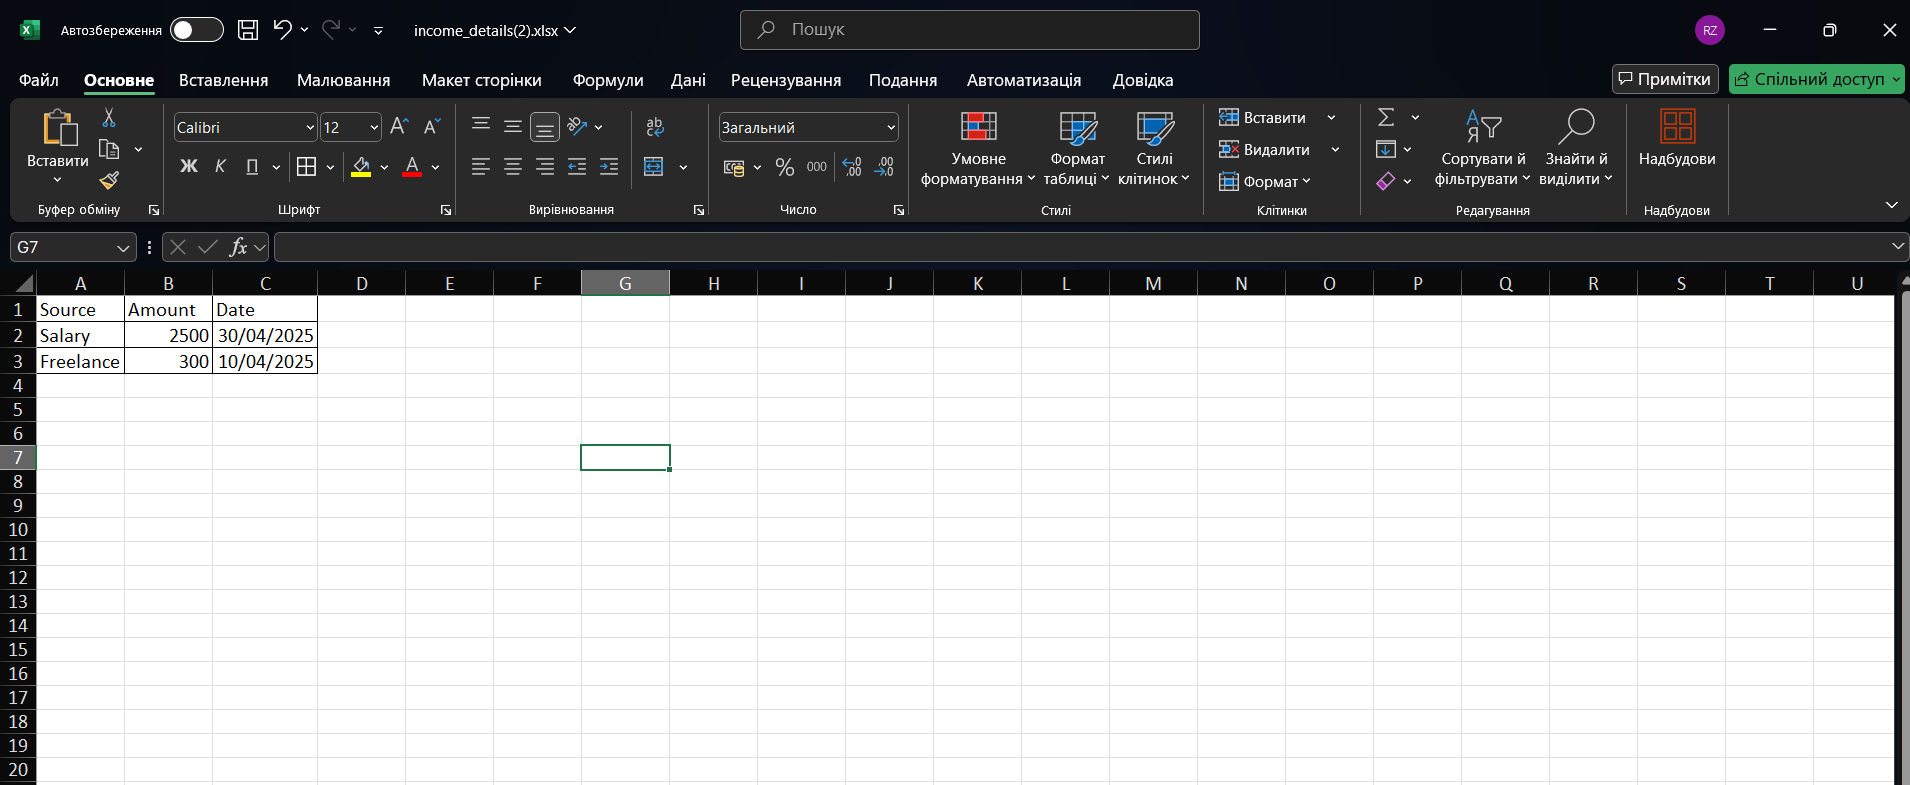 Автозбереження
income_details(2).xlsx
Пошук
RZ
Файл Основне Вставлення Малювання Макет сторінки Формули Дані Рецензування Подання Автоматизація Довідка
Примітки Спільний доступ
Вставити
Буфер обміну
Calibri 12
Ж К П
А
Шрифт
ab
c
Вирівнювання
Загальний
% 000 ,00 ,00
Число
Умовне
форматування
Формат
таблиці
Стилі
клітинок
Стилі
Вставити
Видалити
Формат
Клітинки
Сортувати й
фільтрувати
Знайти й
виділити
Редагування
Надбудови
Надбудови
G7
fx
A B C D E F G H I J K L M N O P Q R S T U
1 Source Amount Date
2 Salary 2500 30/04/2025
3 Freelance 300 10/04/2025
4
5
6
7
8
9
10
11
12
13
14
15
16
17
18
19
20